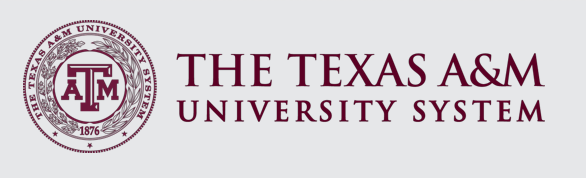 THE TEXAS A&M UNIVERSITY SYSTEM
ATM
1876
THE TEXAS A&M
UNIVERSITY SYSTEM